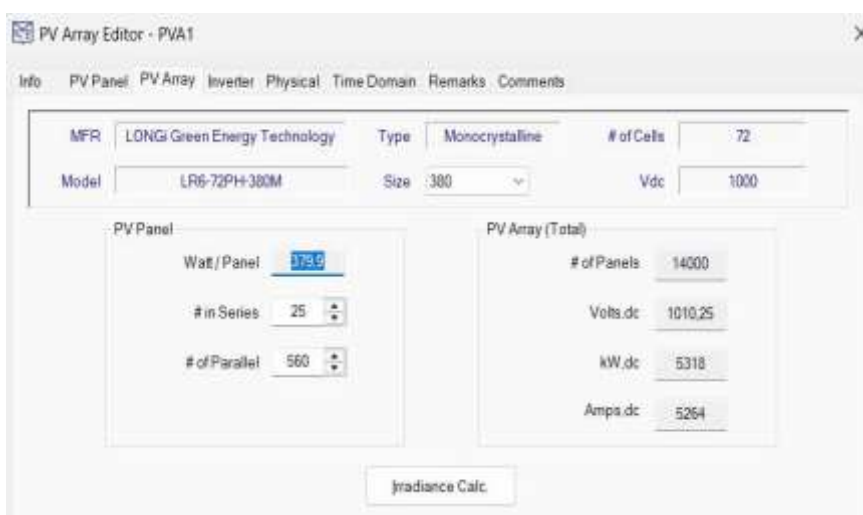 PV Array Editor - PVA1
Info PV Panel PV Array Inverter Physical Time Domain Remarks Comments
MFR LONGi Green Energy Technology Type Monocrystalline # of Cells 72
Model LR6-72PH-380M Size 380 Vdc 1000
PV Panel PV Array (Total)
Watt / Panel 379.9 # of Panels 14000
# in Series 25 Volts.dc 1010,25
# of Parallel 560 kW.dc 5318
Amps.dc 5264
Irradiance Calc.